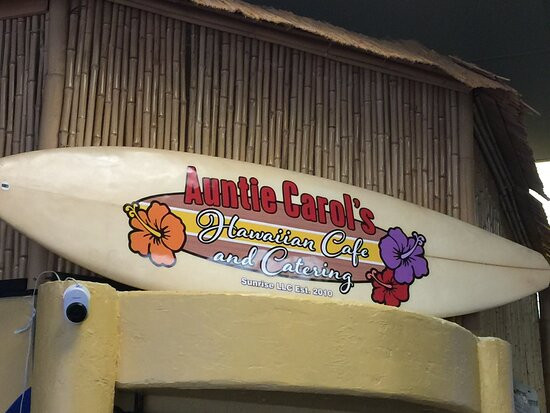 Auntie Carol's
Hawaiian Cafe
and Catering
Sunrise LLC Est. 2010